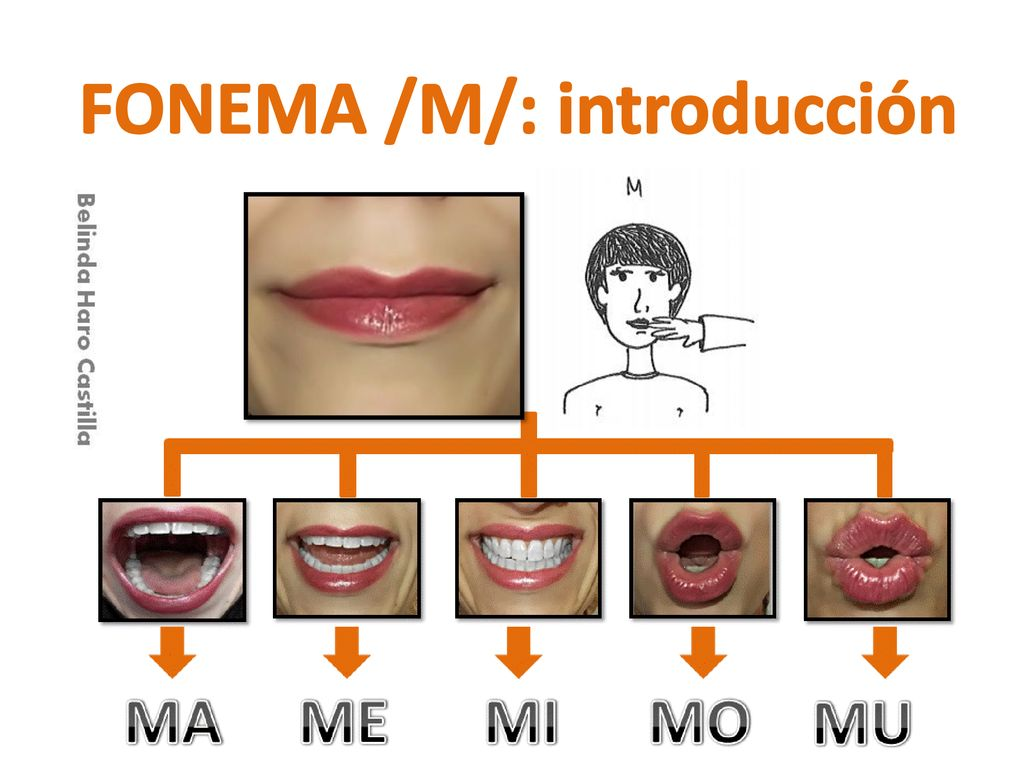 FONEMA /M/: introducción
Belinda Haro Castilla
M
MA
ME
MI
MO
MU